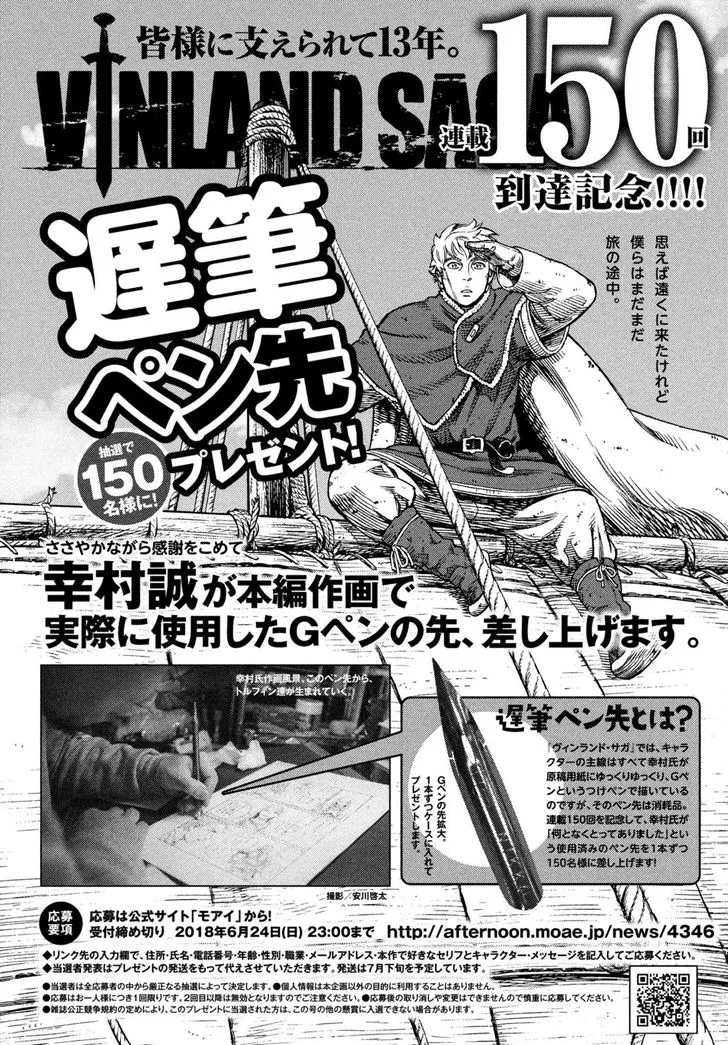 皆様に支えられて13年。
VINLAND SAGA
連載150回
到達記念!!!!
思えば遠くに来たけれど
僕らはまだまだ
旅の途中。
遅筆
ペン先
プレゼント!
抽選で
150
名様に!
ささやかながら感謝をこめて
幸村誠が本編作画で
実際に使用したGペンの先、差し上げます。
幸村氏作画風景。このペン先から、
トルフィン達が生まれていく。
撮影／安川啓太
Gペンの先拡大。
1本ずつケースに入れて
プレゼントします。
遅筆ペン先とは?
『ヴィンランド・サガ』では、キャラ
クターの主線はすべて幸村氏が
原稿用紙にゆっくりゆっくり、Gペ
ンというつけペンで描いている
のですが、そのペン先は消耗品。
連載150回を記念して、幸村氏が
「何となくとってありました」とい
う使用済みのペン先を1本ずつ
150名様に差し上げます!
応募
要項
応募は公式サイト「モアイ」から!
受付締め切り 2018年6月24日(日) 23:00まで http://afternoon.moae.jp/news/4346
◆リンク先の入力欄で、住所・氏名・電話番号・年齢・性別・職業・メールアドレス・本作で好きなセリフとキャラクター・メッセージを記入してご応募ください。
◆当選者発表はプレゼントの発送をもって代えさせていただきます。発送は7月下旬を予定しています。
●当選者は全応募者の中から厳正なる抽選によって決定します。●個人情報は本企画以外の目的に利用することはありません。
●応募はお一人様につき1回限りです。2回目以降は無効となりますのでご注意ください。●応募後の取り消しや変更はできませんので慎重に応募してください。
●雑誌公正競争規約の定めにより、このプレゼントに当選された方は、この号の他の懸賞に入選できない場合があります。